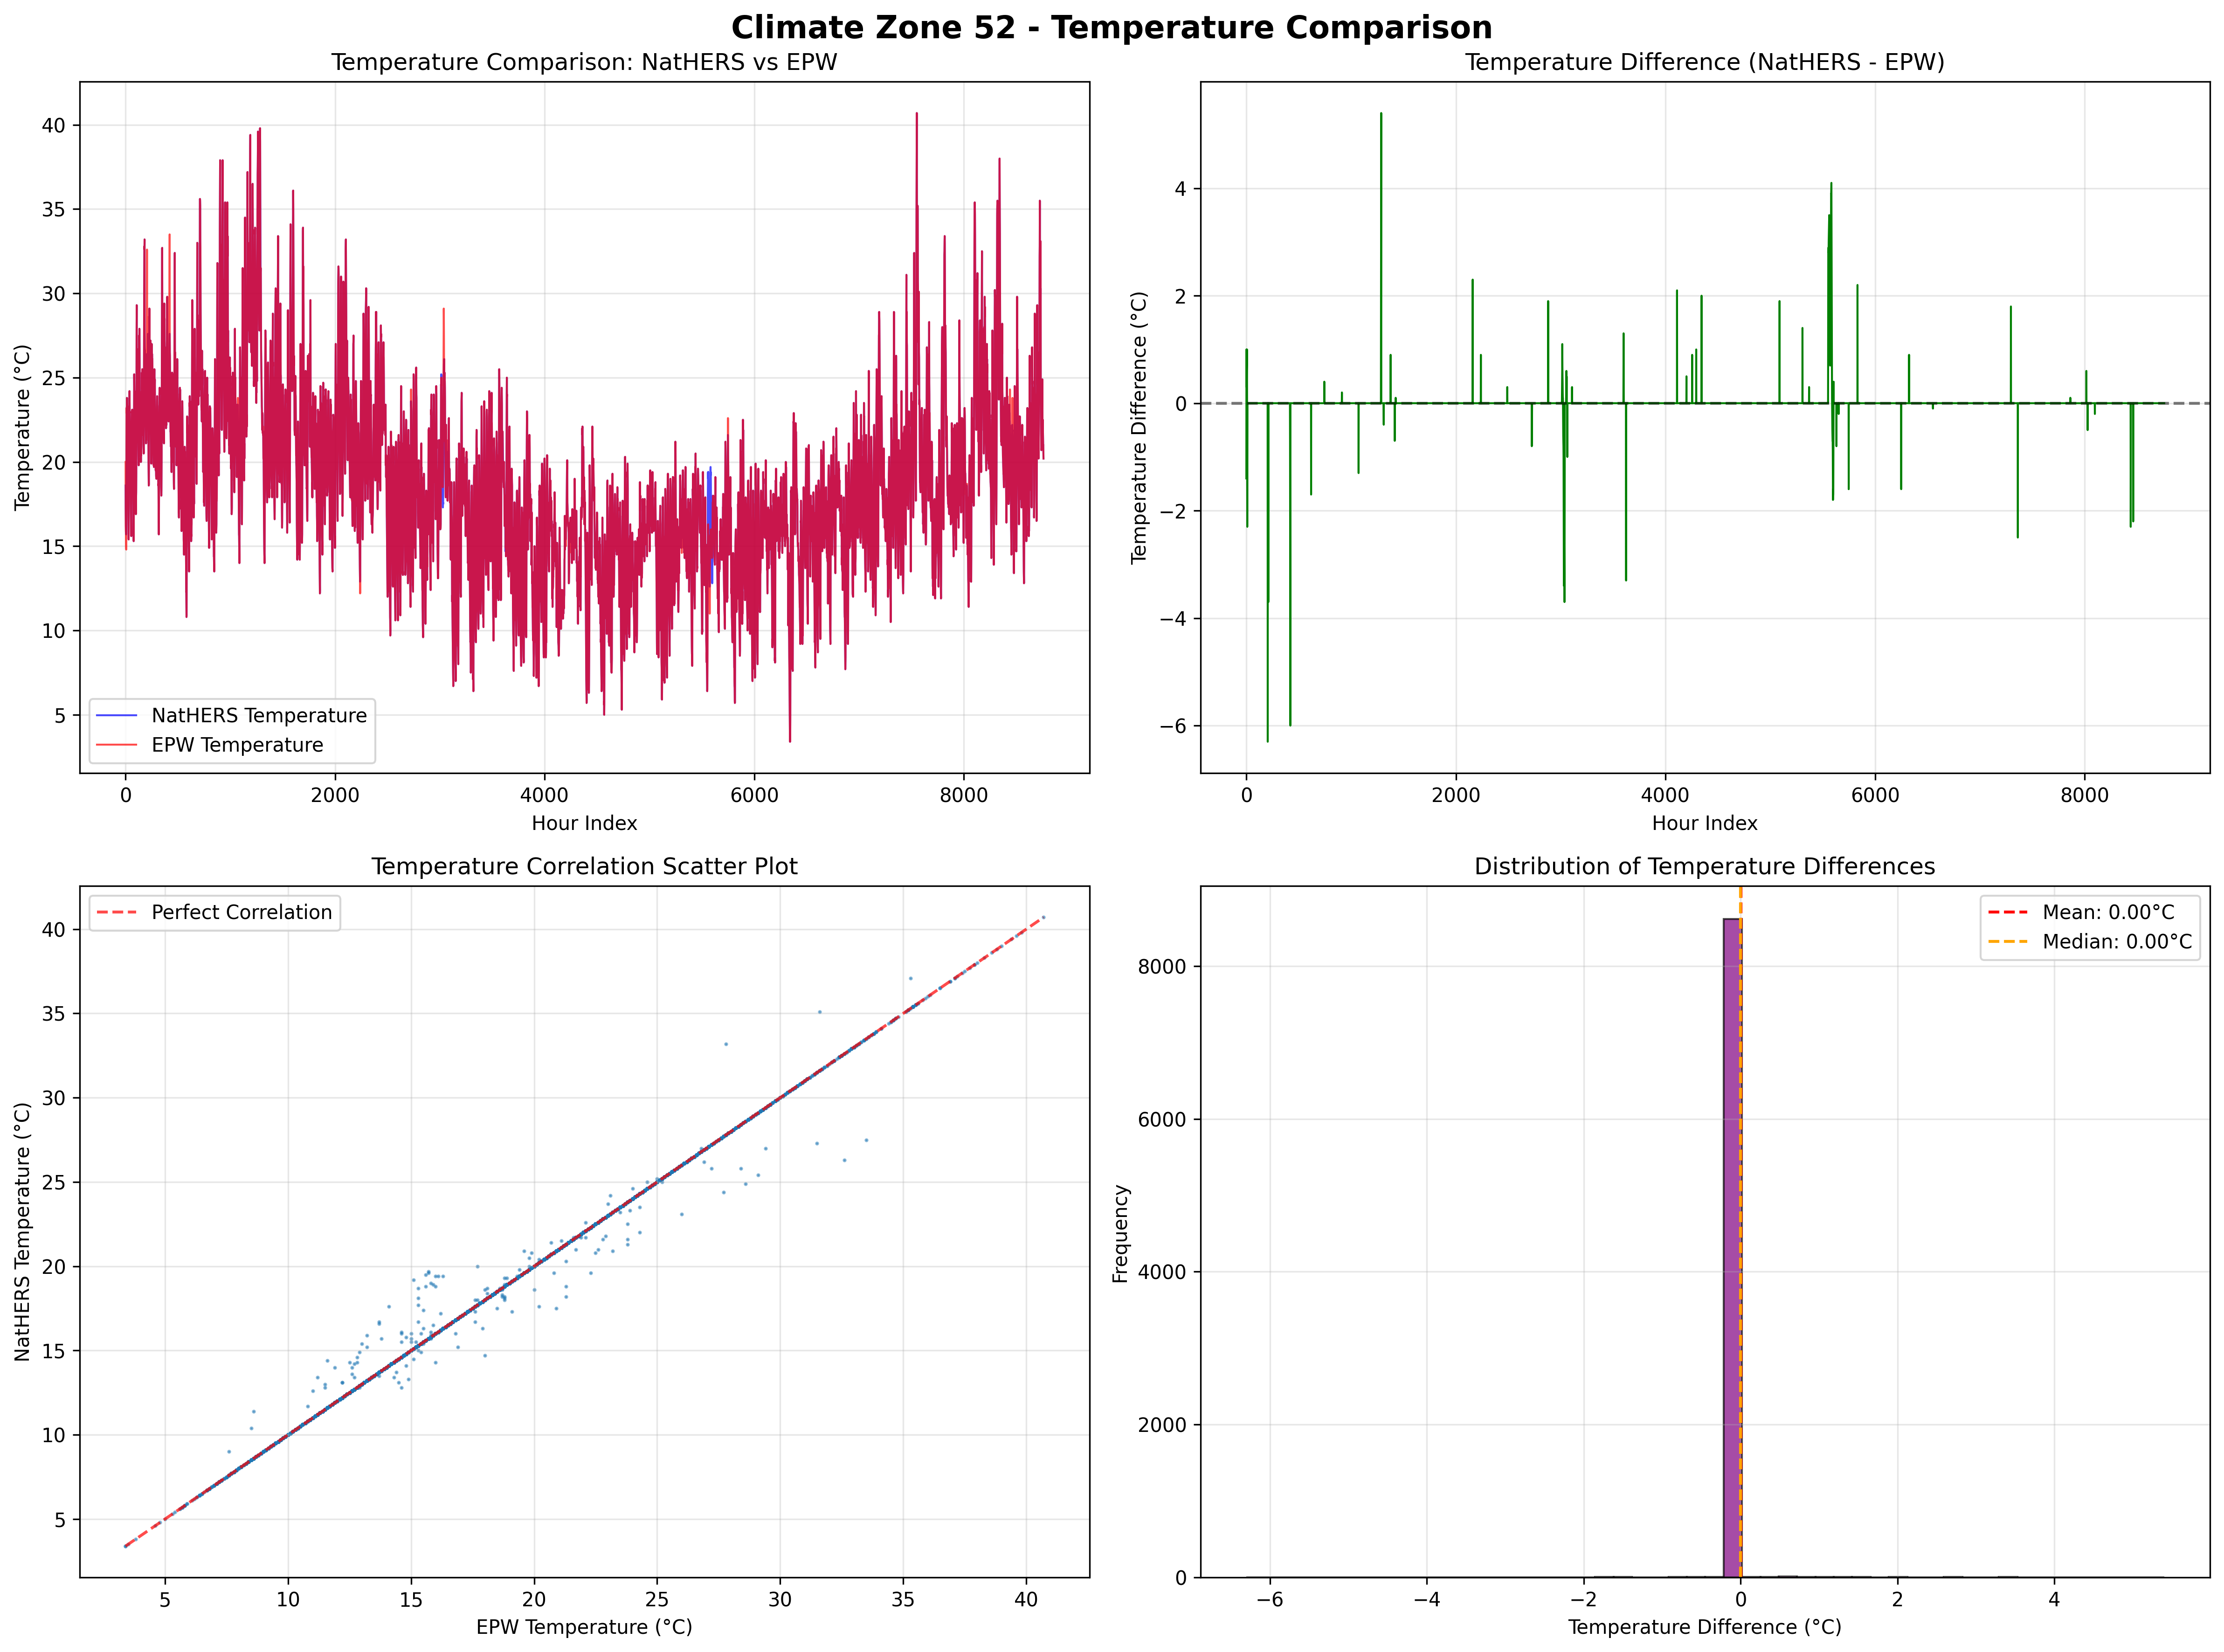 Climate Zone 52 - Temperature Comparison
Temperature Comparison: NatHERS vs EPW
Temperature (°C)
40
35
30
25
20
15
10
5
NatHERS Temperature
EPW Temperature
0
2000
4000
6000
8000
Hour Index
Temperature Difference (NatHERS - EPW)
Temperature Difference (°C)
4
2
0
−2
−4
−6
0
2000
4000
6000
8000
Hour Index
Temperature Correlation Scatter Plot
NatHERS Temperature (°C)
Perfect Correlation
40
35
30
25
20
15
10
5
5
10
15
20
25
30
35
40
EPW Temperature (°C)
Distribution of Temperature Differences
Frequency
Mean: 0.00°C
Median: 0.00°C
8000
6000
4000
2000
0
−6
−4
−2
0
2
4
Temperature Difference (°C)